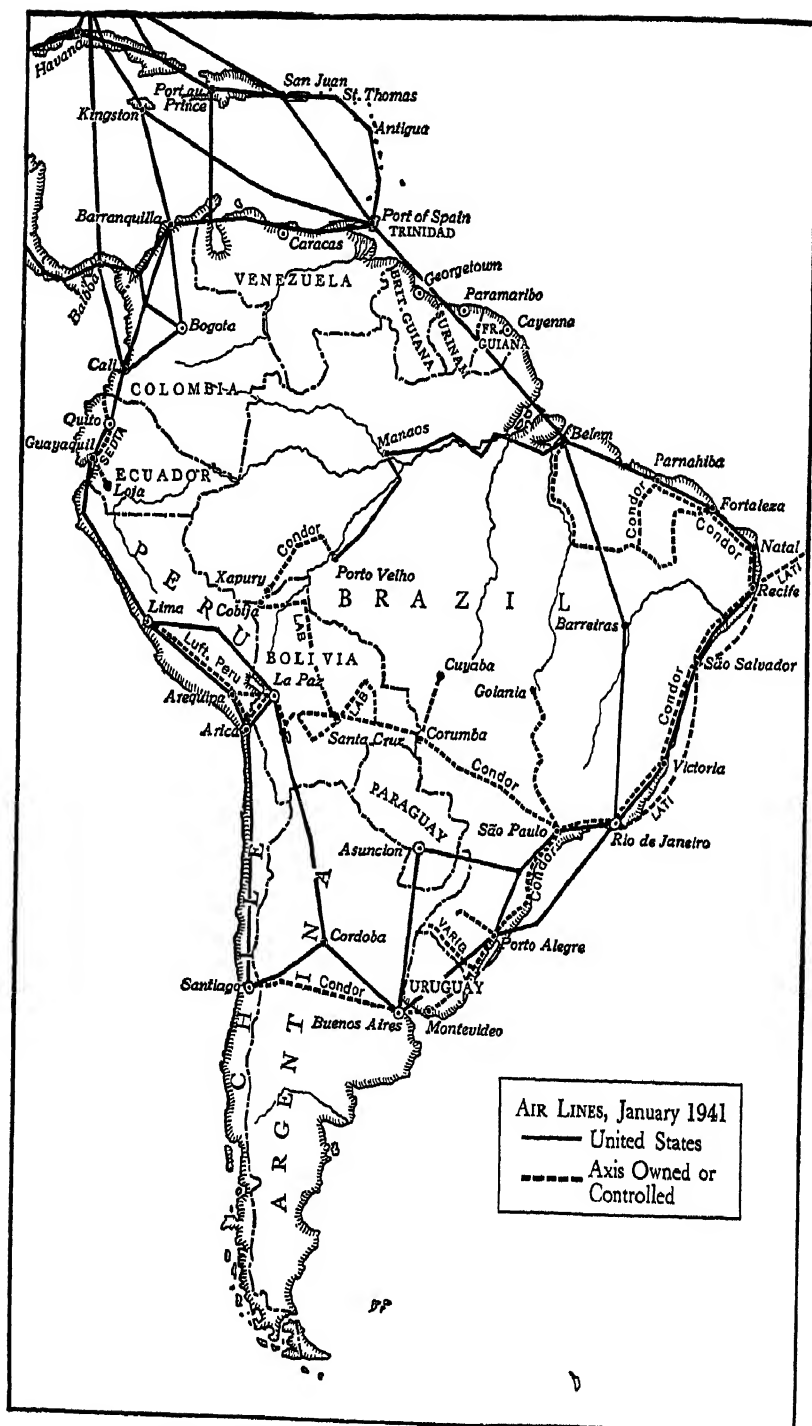 Havana
Port au
Prince
San Juan
St. Thomas
Kingston
Antigua
Barranquilla
Port of Spain
TRINIDAD
Caracas
Balboa
VENEZUELA
Georgetown
BRIT. GUIANA
Paramaribo
SURINAM
FR.
GUIANA
Cayenne
Bogota
Cali
COLOMBIA
Quito
Guayaquil
SEDTA
ECUADOR
Loja
Manaos
Belem
Parnahiba
Condor
Fortaleza
Condor
Natal
LATI
Recife
PERU
Condor
Xapury
Porto Velho
Cobija
BRAZIL
Lima
LAB
Barreiras
São Salvador
Luft. Peru
BOLIVIA
La Paz
Cuyaba
Goiania
Arequipa
LAB
Arica
Santa Cruz
Corumba
Condor
Condor
Victoria
LATI
PARAGUAY
São Paulo
Rio de Janeiro
Asuncion
Condor
CHILE
Cordoba
VARIG
Porto Alegre
Santiago
Condor
URUGUAY
Buenos Aires
Montevideo
ARGENTINA
AIR LINES, January 1941
United States
Axis Owned or
Controlled